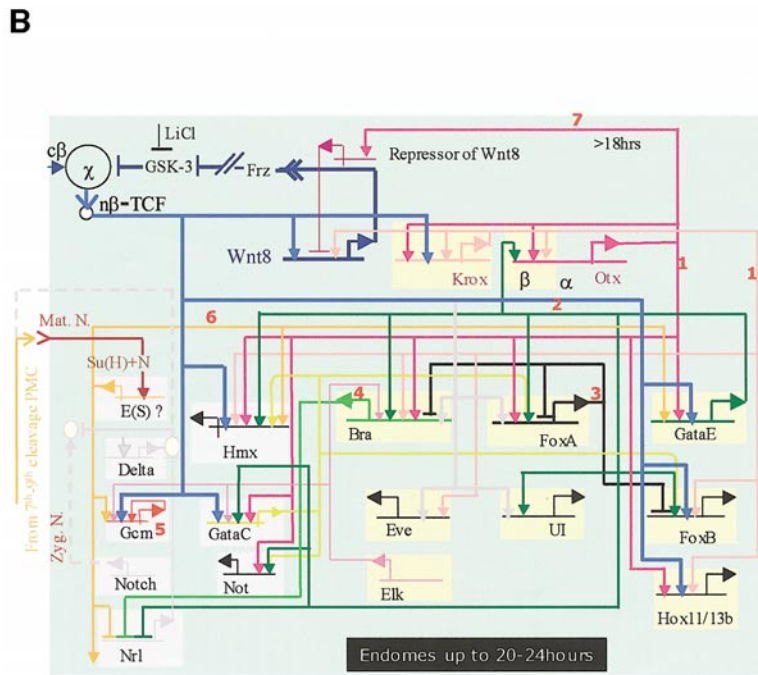 B
7
LiCl
cβ
χ
GSK-3
Frz
Repressor of Wnt8
>18hrs
nβ-TCF
Wnt8
Krox
β
α
Otx
1
1
2
Mat. N.
6
Su(H)+N
E(S) ?
4
3
Hmx
Bra
FoxA
GataE
Delta
From 7th-9th cleavage PMC
Zyg. N.
Gcm
5
GataC
Eve
UI
FoxB
Notch
Not
Elk
Hox11/13b
Nrl
Endomes up to 20-24hours